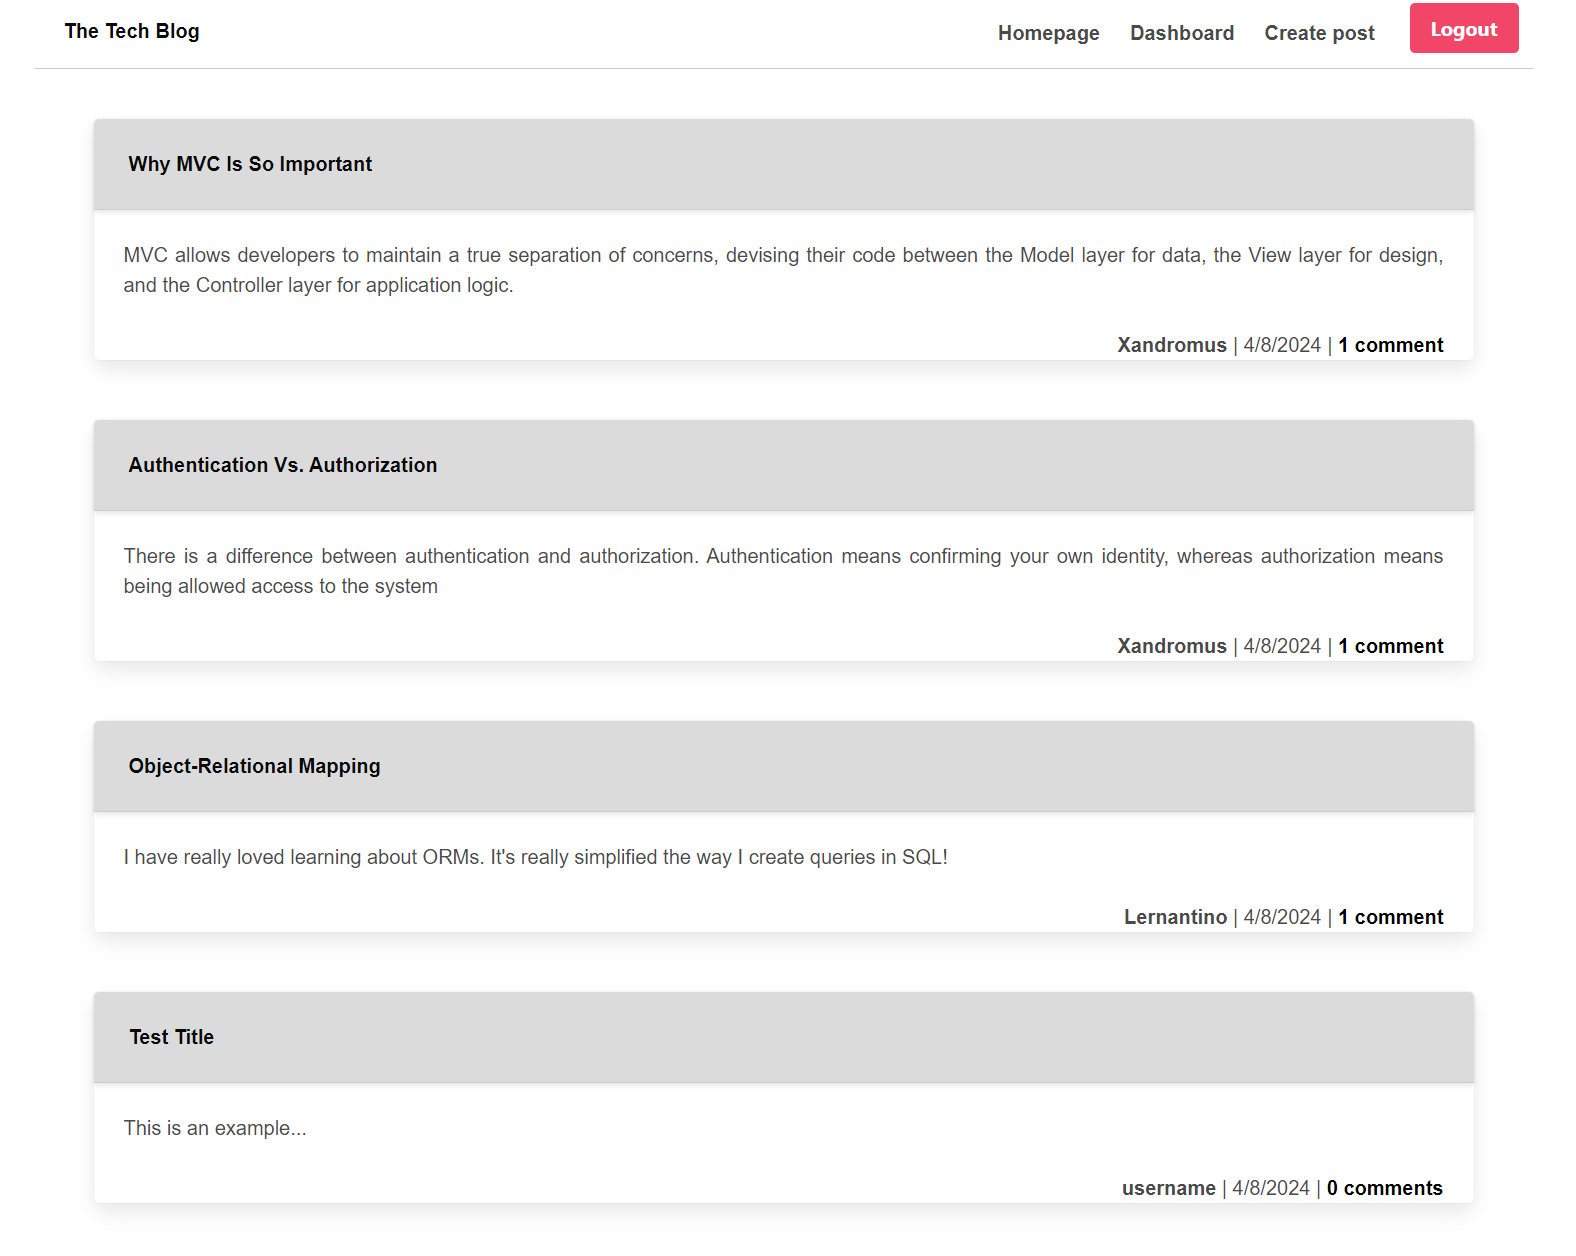 The Tech Blog
Homepage Dashboard Create post Logout
Why MVC Is So Important
MVC allows developers to maintain a true separation of concerns, devising their code between the Model layer for data, the View layer for design,
and the Controller layer for application logic.
Xandromus | 4/8/2024 | 1 comment
Authentication Vs. Authorization
There is a difference between authentication and authorization. Authentication means confirming your own identity, whereas authorization means
being allowed access to the system
Xandromus | 4/8/2024 | 1 comment
Object-Relational Mapping
I have really loved learning about ORMs. It's really simplified the way I create queries in SQL!
Lernantino | 4/8/2024 | 1 comment
Test Title
This is an example...
username | 4/8/2024 | 0 comments